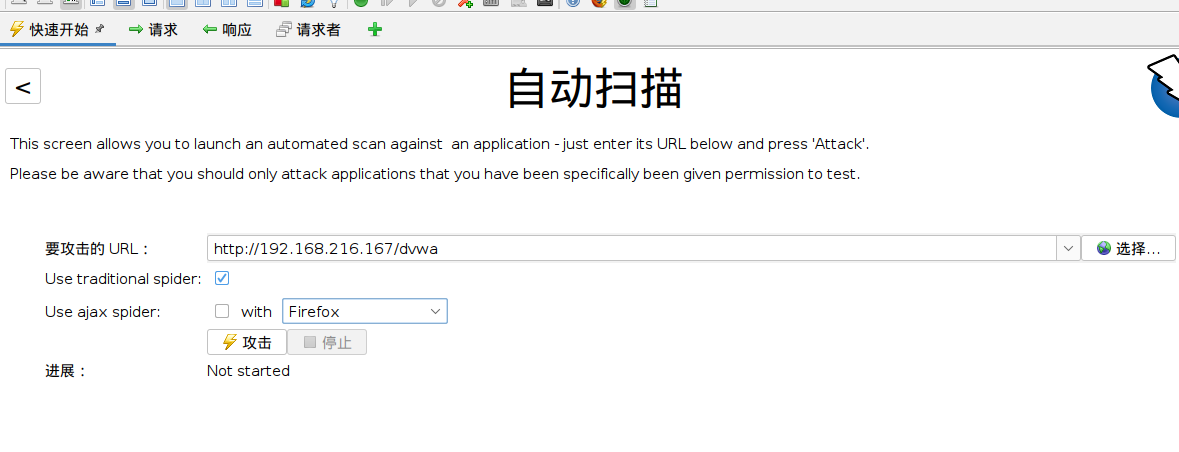 快速开始 请求 响应 请求者
<
自动扫描
This screen allows you to launch an automated scan against  an application - just enter its URL below and press 'Attack'.
Please be aware that you should only attack applications that you have been specifically been given permission to test.
要攻击的 URL： http://192.168.216.167/dvwa 选择...
Use traditional spider:
Use ajax spider: with Firefox
攻击 停止
进展： Not started